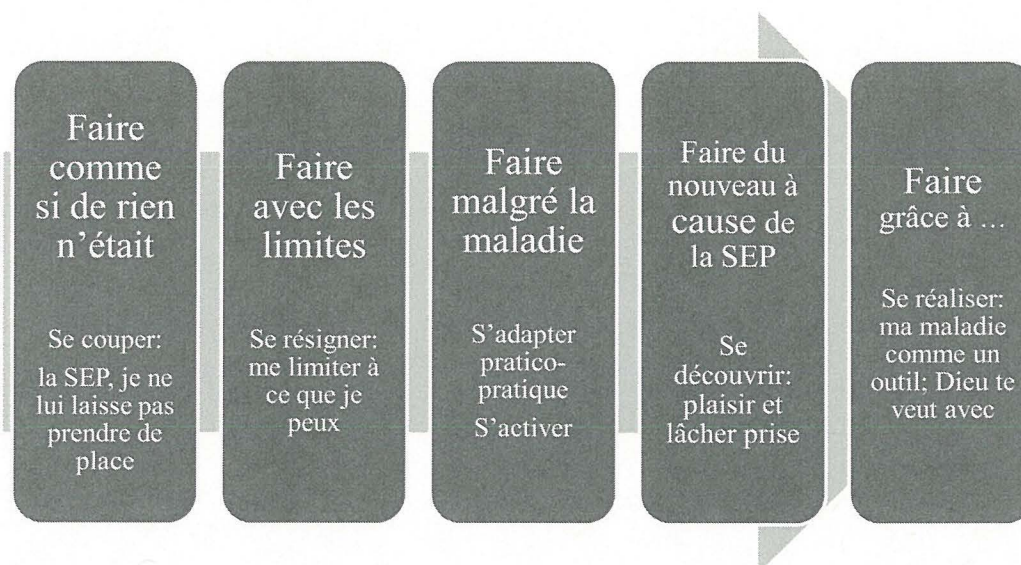 Faire
comme
si de rien
n'était
Se couper:
la SEP, je ne
lui laisse pas
prendre de
place
Faire
avec les
limites
Se résigner:
me limiter à
ce que je
peux
Faire
malgré la
maladie
S'adapter
pratico-
pratique
S'activer
Faire du
nouveau à
cause de
la SEP
Se
découvrir:
plaisir et
lâcher prise
Faire
grâce à ...
Se réaliser:
ma maladie
comme un
outil; Dieu te
veut avec